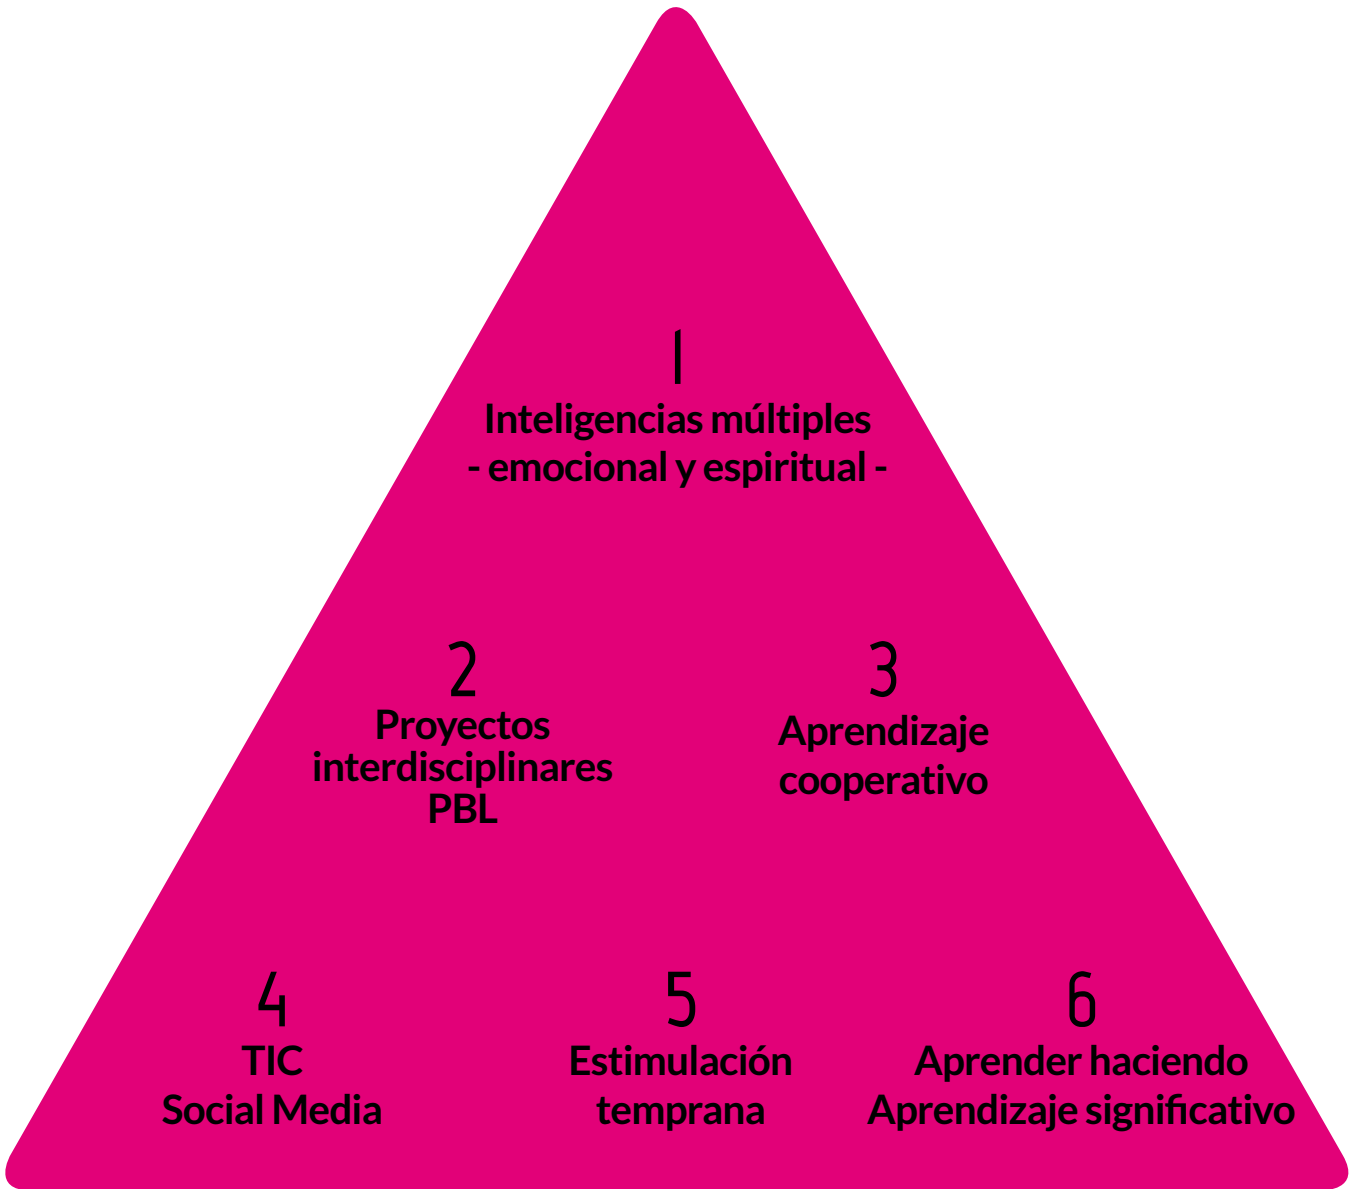 1
Inteligencias múltiples
- emocional y espiritual -
2
Proyectos
interdisciplinares
PBL
3
Aprendizaje
cooperativo
4
TIC
Social Media
5
Estimulación
temprana
6
Aprender haciendo
Aprendizaje significativo